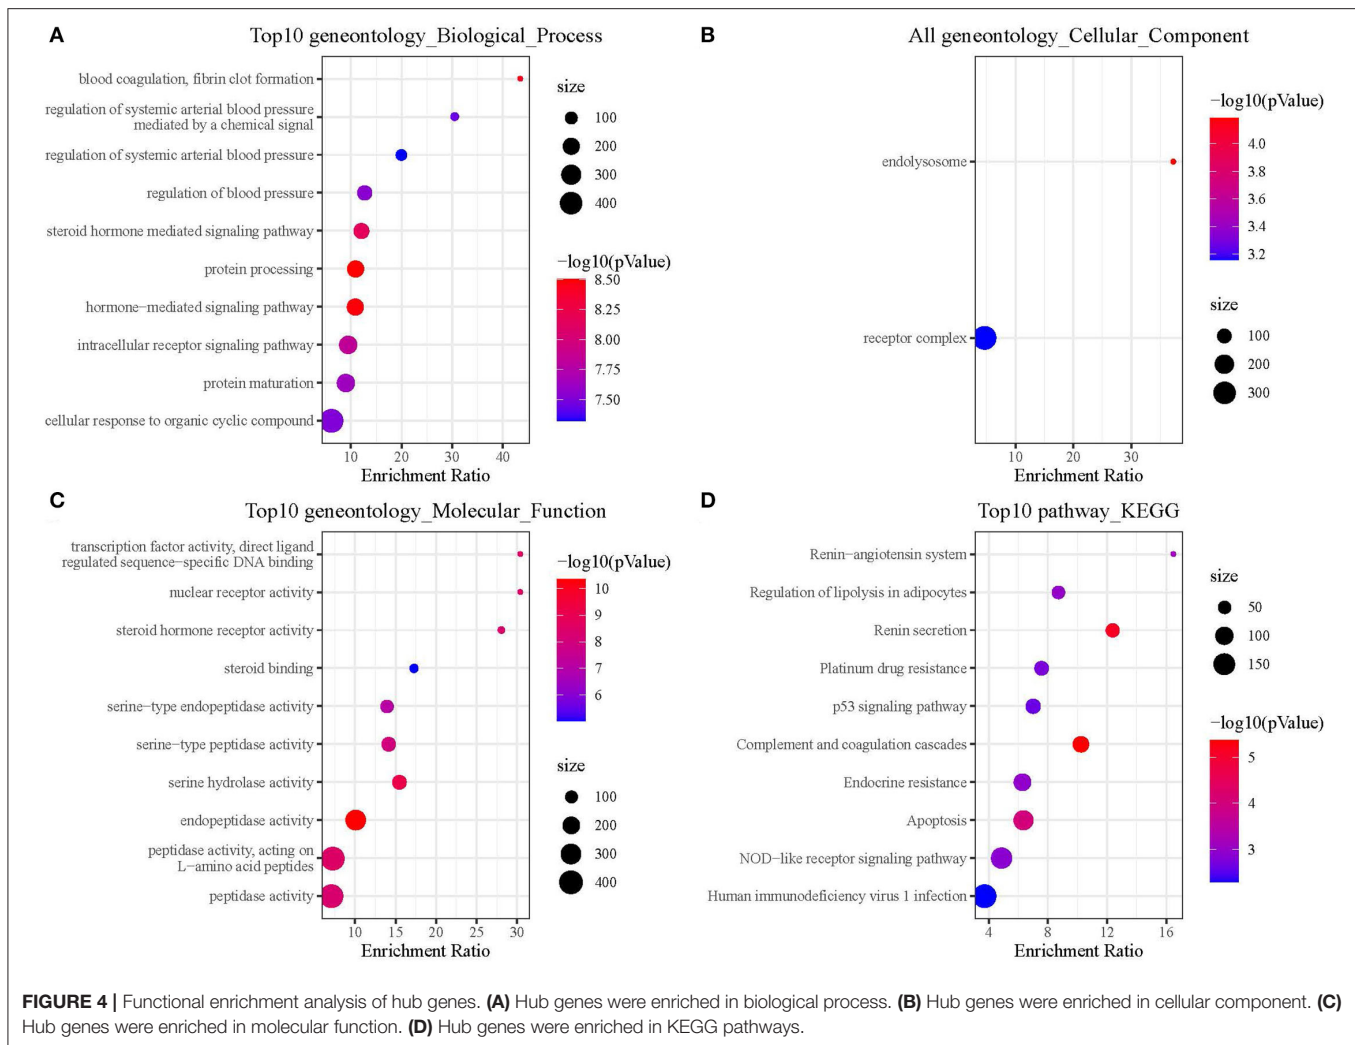 A
Top10 geneontology_Biological_Process
blood coagulation, fibrin clot formation
regulation of systemic arterial blood pressure
mediated by a chemical signal
regulation of systemic arterial blood pressure
regulation of blood pressure
steroid hormone mediated signaling pathway
protein processing
hormone−mediated signaling pathway
intracellular receptor signaling pathway
protein maturation
cellular response to organic cyclic compound
10 20 30 40
Enrichment Ratio
size
100
200
300
400
−log10(pValue)
8.50
8.25
8.00
7.75
7.50
B
All geneontology_Cellular_Component
endolysosome
receptor complex
10 20 30
Enrichment Ratio
−log10(pValue)
4.0
3.8
3.6
3.4
3.2
size
100
200
300
C
Top10 geneontology_Molecular_Function
transcription factor activity, direct ligand
regulated sequence−specific DNA binding
nuclear receptor activity
steroid hormone receptor activity
steroid binding
serine−type endopeptidase activity
serine−type peptidase activity
serine hydrolase activity
endopeptidase activity
peptidase activity, acting on
L−amino acid peptides
peptidase activity
10 15 20 25 30
Enrichment Ratio
−log10(pValue)
10
9
8
7
6
size
100
200
300
400
D
Top10 pathway_KEGG
Renin−angiotensin system
Regulation of lipolysis in adipocytes
Renin secretion
Platinum drug resistance
p53 signaling pathway
Complement and coagulation cascades
Endocrine resistance
Apoptosis
NOD−like receptor signaling pathway
Human immunodeficiency virus 1 infection
4 8 12 16
Enrichment Ratio
size
50
100
150
−log10(pValue)
5
4
3
FIGURE 4 | Functional enrichment analysis of hub genes. (A) Hub genes were enriched in biological process. (B) Hub genes were enriched in cellular component. (C)
Hub genes were enriched in molecular function. (D) Hub genes were enriched in KEGG pathways.